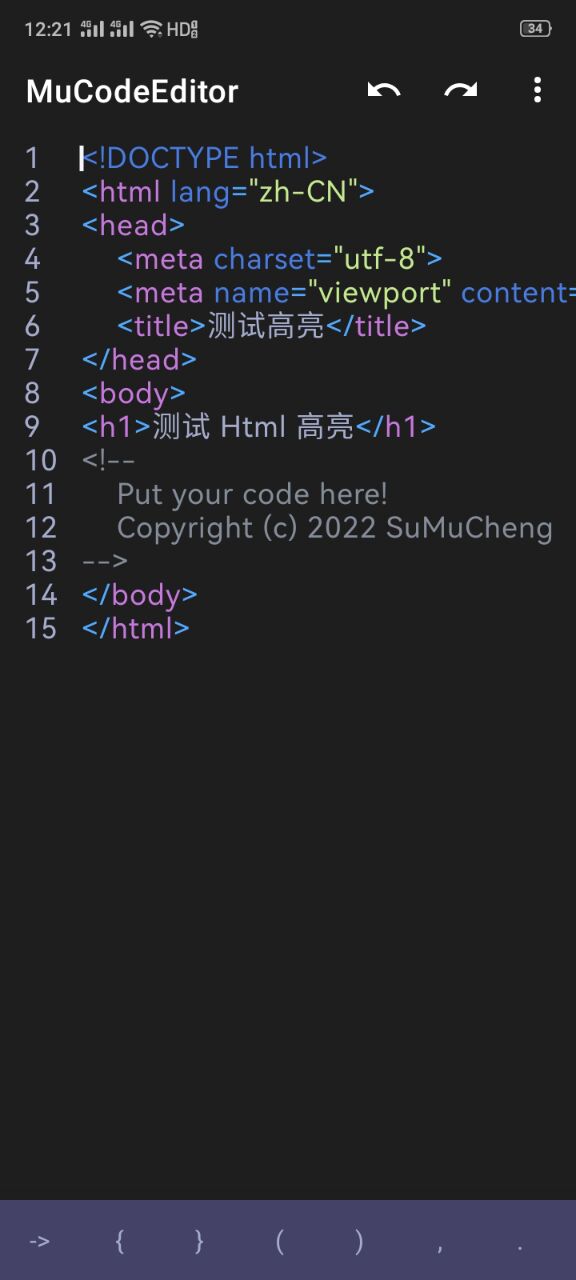 12:21 4G 4G HD 34
MuCodeEditor
1 <!DOCTYPE html>
2 <html lang="zh-CN">
3 <head>
4     <meta charset="utf-8">
5     <meta name="viewport" content=
6     <title>测试高亮</title>
7 </head>
8 <body>
9 <h1>测试 Html 高亮</h1>
10 <!--
11     Put your code here!
12     Copyright (c) 2022 SuMuCheng
13 -->
14 </body>
15 </html>
-> { } ( ) , .